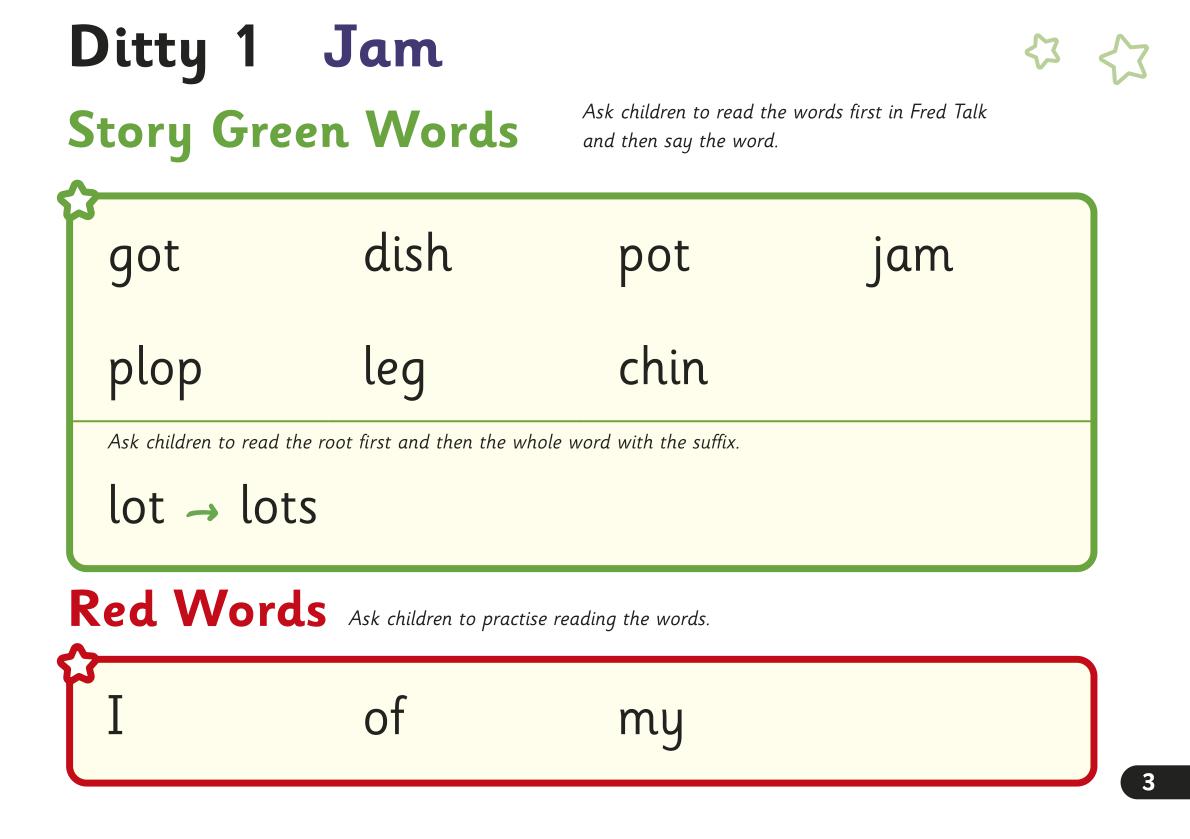 Ditty 1 Jam
Story Green Words
Ask children to read the words first in Fred Talk
and then say the word.
got dish pot jam
plop leg chin
Ask children to read the root first and then the whole word with the suffix.
lot → lots
Red Words Ask children to practise reading the words.
I of my
3